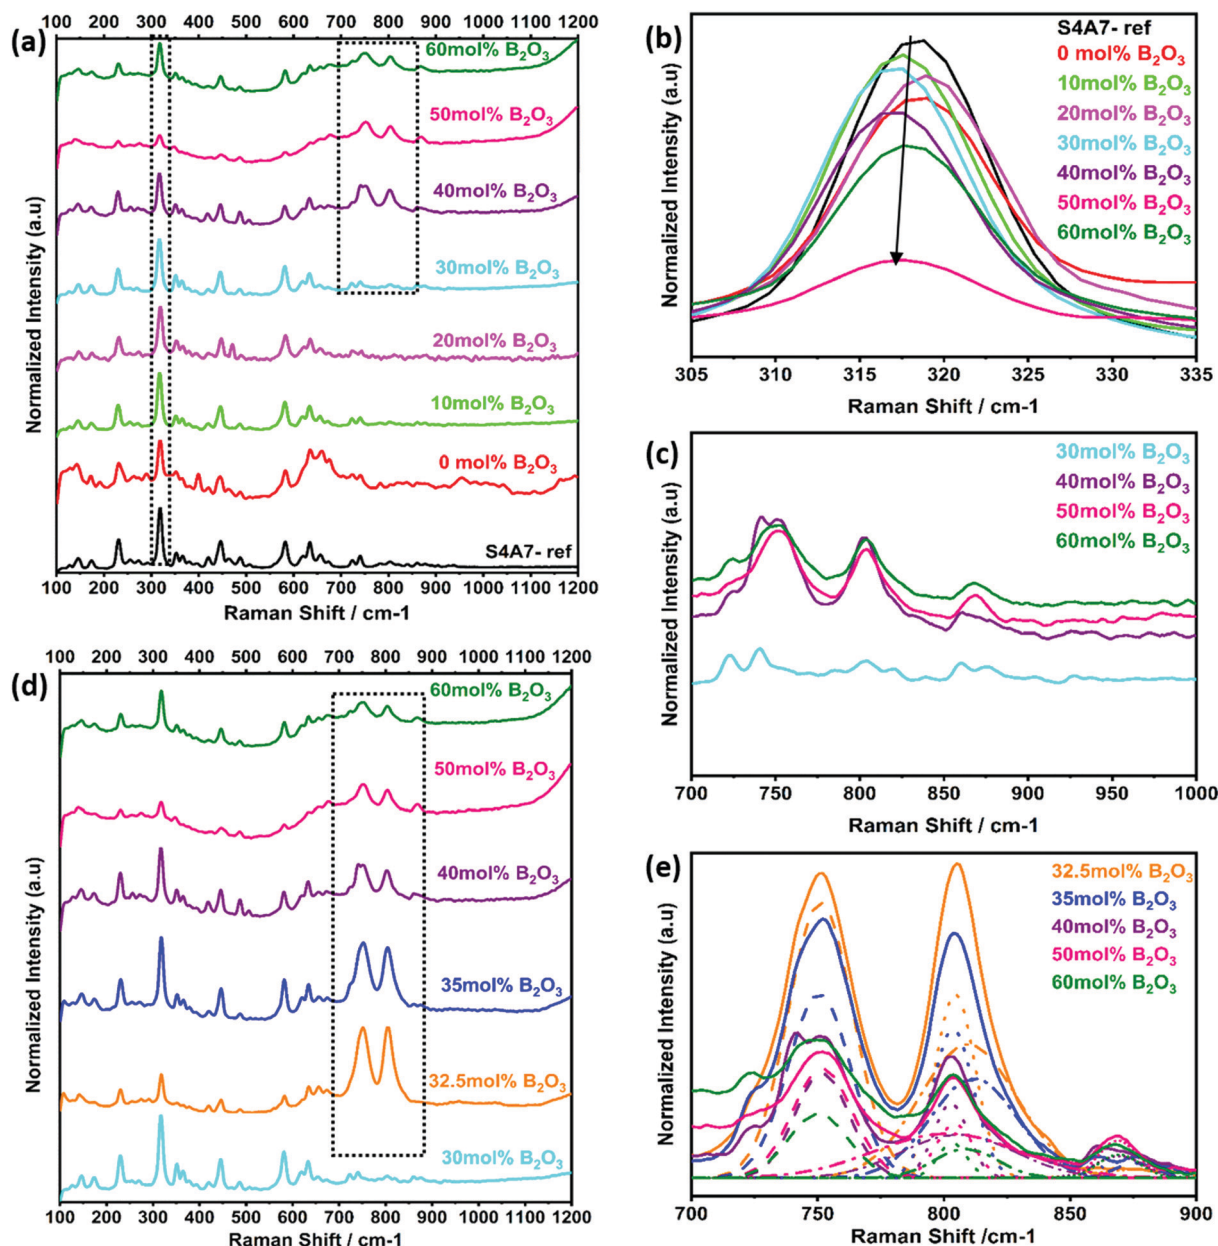 (a)
100 200 300 400 500 600 700 800 900 1000 1100 1200
60mol% B₂O₃
50mol% B₂O₃
40mol% B₂O₃
30mol% B₂O₃
20mol% B₂O₃
10mol% B₂O₃
0 mol% B₂O₃
S4A7- ref
Normalized Intensity (a.u)
100 200 300 400 500 600 700 800 900 1000 1100 1200
Raman Shift / cm-1
(b)
S4A7- ref
0 mol% B₂O₃
10mol% B₂O₃
20mol% B₂O₃
30mol% B₂O₃
40mol% B₂O₃
50mol% B₂O₃
60mol% B₂O₃
Normalized Intensity (a.u)
305 310 315 320 325 330 335
Raman Shift / cm-1
(c)
30mol% B₂O₃
40mol% B₂O₃
50mol% B₂O₃
60mol% B₂O₃
Normalized Intensity (a.u)
700 750 800 850 900 950 1000
Raman Shift / cm-1
(d)
100 200 300 400 500 600 700 800 900 1000 1100 1200
60mol% B₂O₃
50mol% B₂O₃
40mol% B₂O₃
35mol% B₂O₃
32.5mol% B₂O₃
30mol% B₂O₃
Normalized Intensity (a.u)
100 200 300 400 500 600 700 800 900 1000 1100 1200
Raman Shift / cm-1
(e)
32.5mol% B₂O₃
35mol% B₂O₃
40mol% B₂O₃
50mol% B₂O₃
60mol% B₂O₃
Normalized Intensity (a.u)
700 750 800 850 900
Raman Shift /cm-1